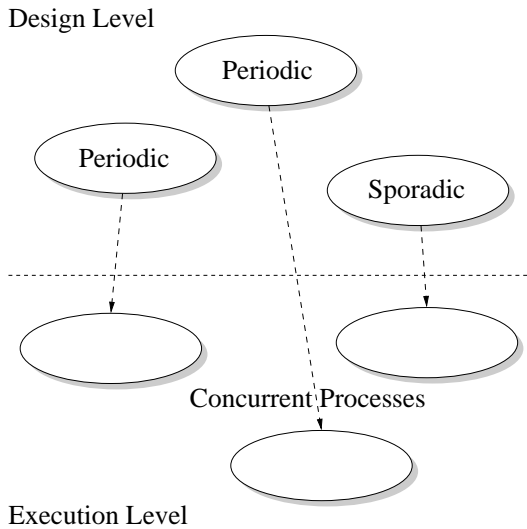 Design Level
Periodic
Periodic
Sporadic
Concurrent Processes
Execution Level